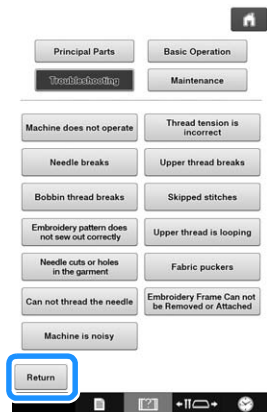 Principal Parts
Basic Operation
Troubleshooting
Maintenance
Machine does not operate
Thread tension is
incorrect
Needle breaks
Upper thread breaks
Bobbin thread breaks
Skipped stitches
Embroidery pattern does
not sew out correctly
Upper thread is looping
Needle cuts or holes
in the garment
Fabric puckers
Can not thread the needle
Embroidery Frame Can not
be Removed or Attached
Machine is noisy
Return